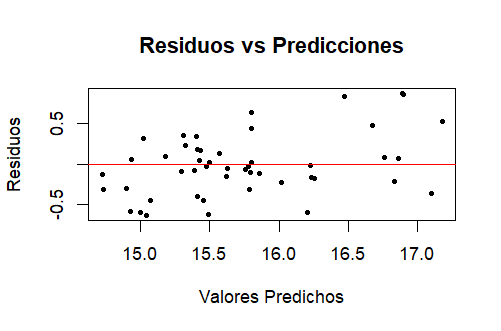 Residuos vs Predicciones
Residuos
0.5
-0.5
15.0 15.5 16.0 16.5 17.0
Valores Predichos